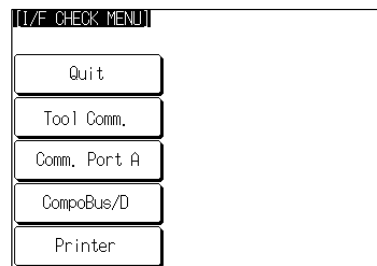 [I/F CHECK MENU]
Quit
Tool Comm.
Comm. Port A
CompoBus/D
Printer